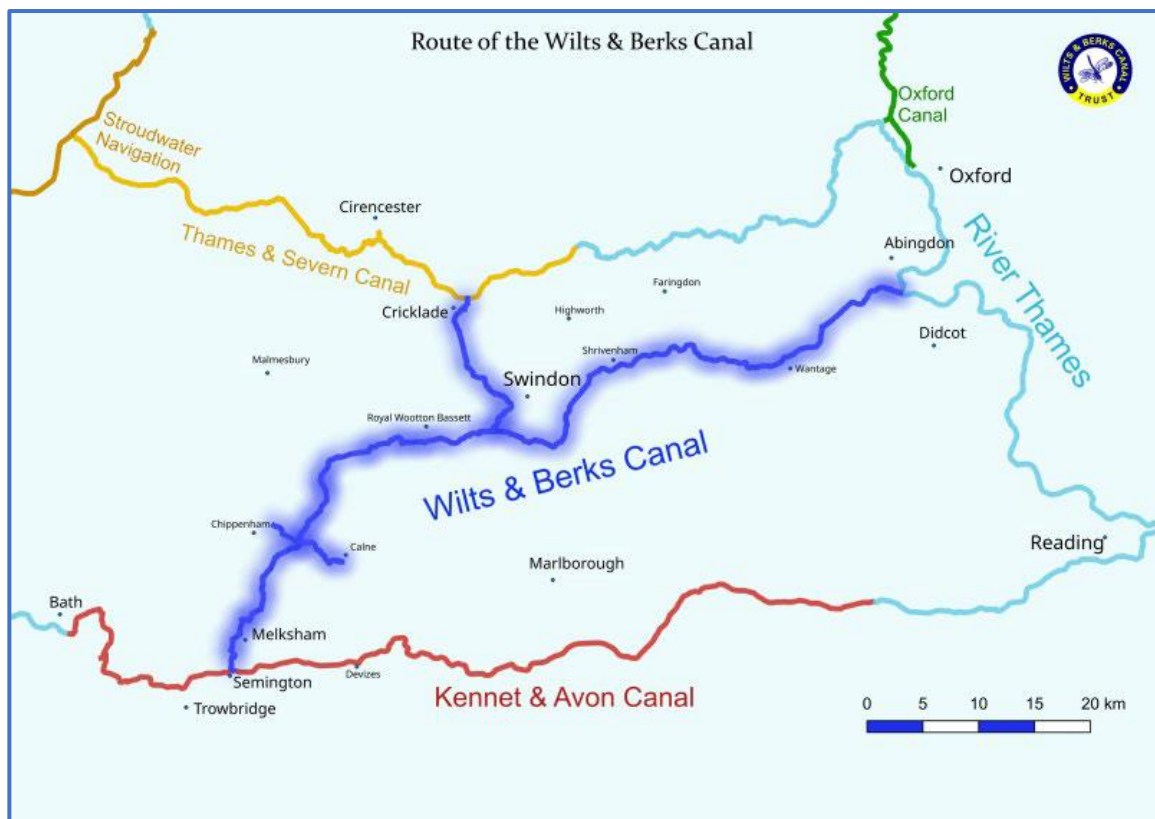 Route of the Wilts & Berks Canal
WILTS & BERKS CANAL
TRUST
Oxford
Canal
Stroudwater
Navigation
Oxford
Cirencester
Thames & Severn Canal
River Thames
Abingdon
Faringdon
Cricklade
Highworth
Didcot
Malmesbury
Shrivenham
Wantage
Swindon
Royal Wootton Bassett
Wilts & Berks Canal
Chippenham
Calne
Reading
Marlborough
Bath
Melksham
Semington
Devizes
Kennet & Avon Canal
Trowbridge
0 5 10 15 20 km